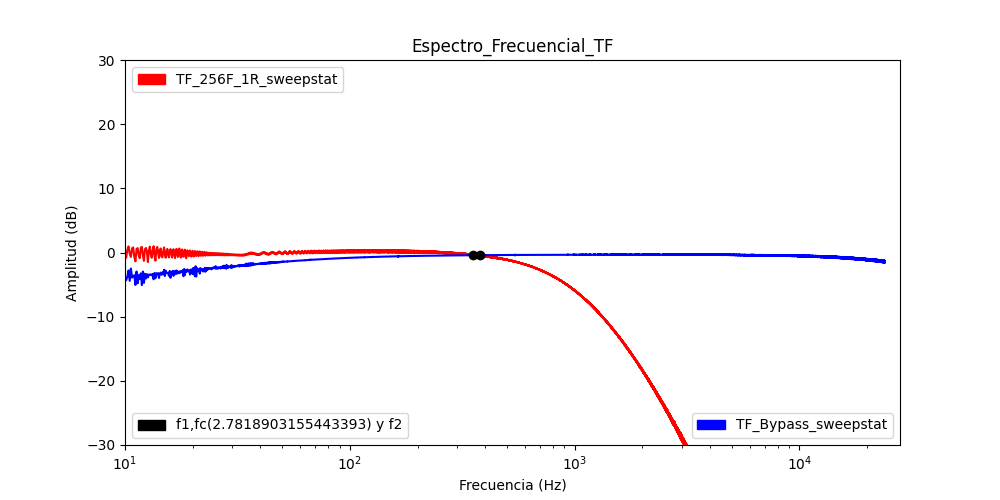 Espectro_Frecuencial_TF
30
20
10
0
−10
−20
−30
Amplitud (dB)
TF_256F_1R_sweepstat
f1,fc(2.7818903155443393) y f2
TF_Bypass_sweepstat
10¹
10²
10³
10⁴
Frecuencia (Hz)